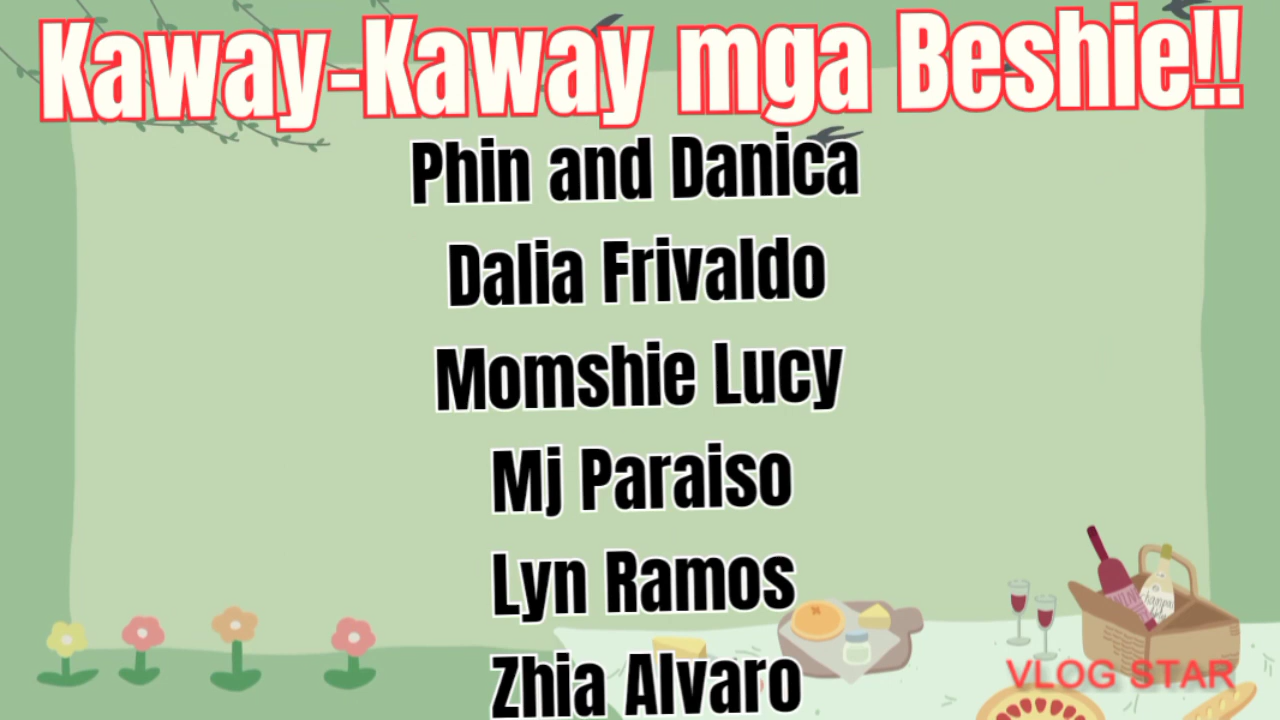 Kaway-Kaway mga Beshie!!
Phin and Danica
Dalia Frivaldo
Momshie Lucy
Mj Paraiso
Lyn Ramos
Zhia Alvaro
VLOG STAR